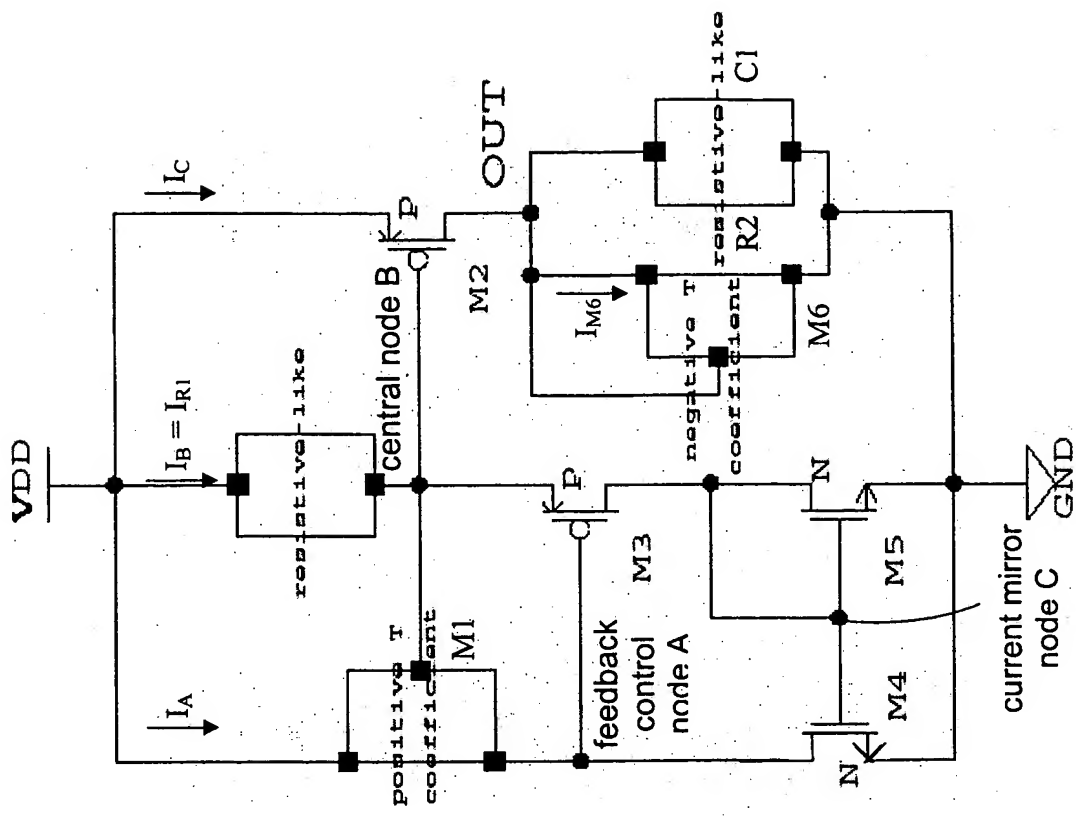 VDD
I_A
I_B = I_R1
I_C
resistive-like
central node B
P
M2
OUT
positive T
coefficient
M1
feedback
control
node A
P
M3
I_M6
negative T
coefficient
M6
resistive-like
R2
C1
N
M4
N
M5
current mirror
node C
GND